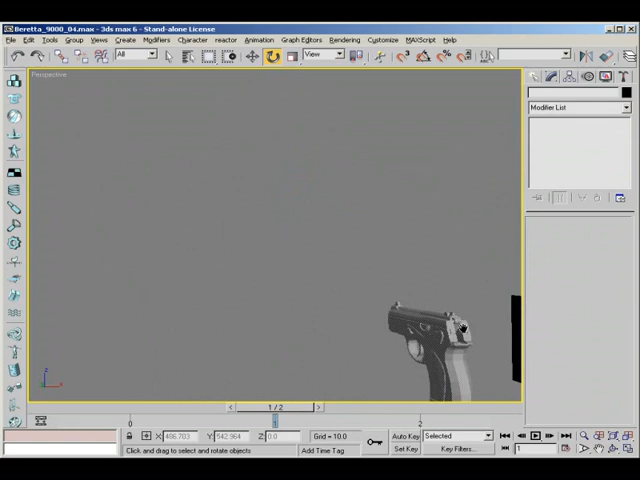 Beretta_9000_04.max - 3ds max 6 - Stand-alone License
File Edit Tools Group Views Create Modifiers Character reactor Animation Graph Editors Rendering Customize MAXScript Help
All View
Perspective
Modifier List
z
x
1 / 2
0 1 2
X: 486.703 Y: 542.964 Z: 0.0 Grid = 10.0 Auto Key Selected
Click and drag to select and rotate objects Add Time Tag Set Key Key Filters... 1